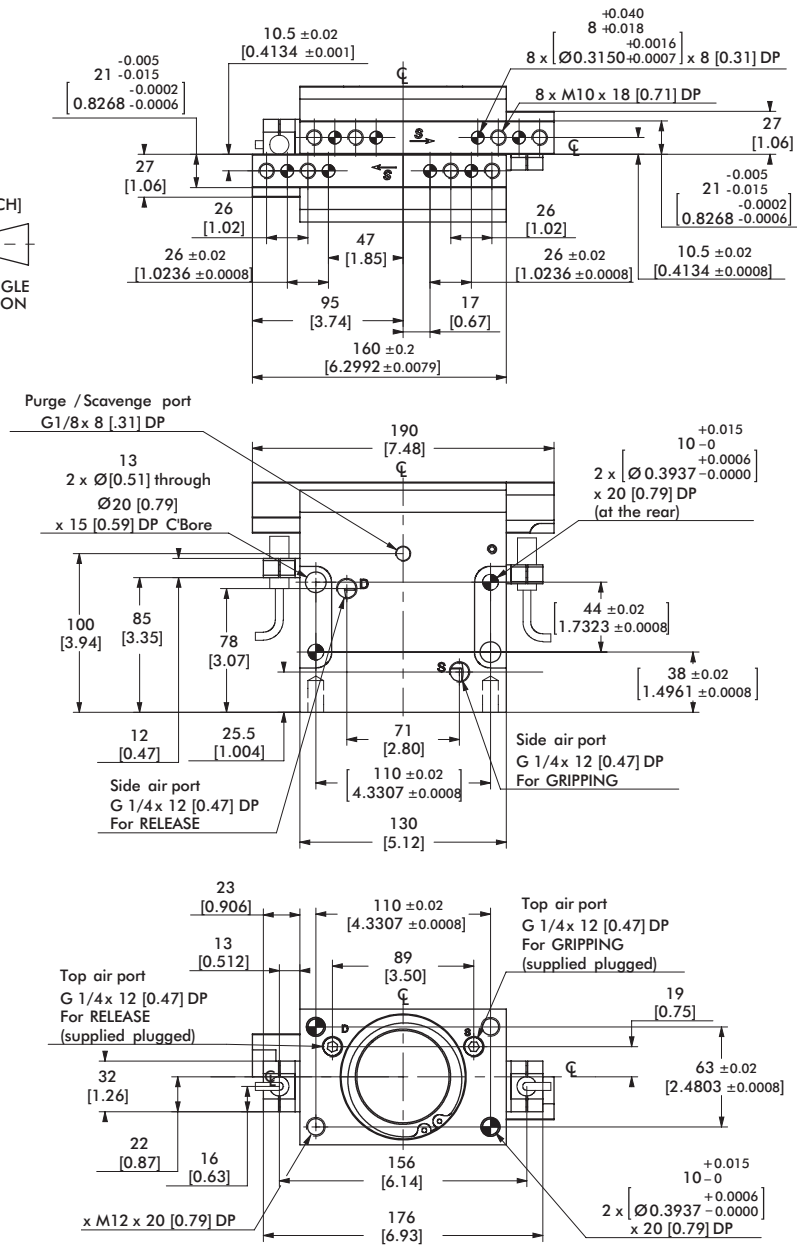 +0.040
8 +0.018
+0.0016
8 x [Ø0.3150+0.0007] x 8 [0.31] DP
10.5 ±0.02
[0.4134 ±0.001]
-0.005
21 -0.015
-0.0002
[0.8268 -0.0006]
8 x M10 x 18 [0.71] DP
℄
S
℄
27
[1.06]
27
[1.06]
S
-0.005
21 -0.015
-0.0002
[0.8268 -0.0006]
CH]
GLE
ON
26
[1.02]
47
[1.85]
26
[1.02]
26 ±0.02
[1.0236 ±0.0008]
26 ±0.02
[1.0236 ±0.0008]
10.5 ±0.02
[0.4134 ±0.0008]
95
[3.74]
17
[0.67]
160 ±0.2
[6.2992 ±0.0079]
Purge / Scavenge port
G1/8x 8 [.31] DP
190
[7.48]
℄
+0.015
10 -0
+0.0006
2 x [Ø 0.3937 -0.0000]
x 20 [0.79] DP
(at the rear)
13
2 x Ø[0.51] through
Ø20 [0.79]
x 15 [0.59] DP C'Bore
D
100
[3.94]
85
[3.35]
78
[3.07]
44 ±0.02
[1.7323 ±0.0008]
S
38 ±0.02
[1.4961 ±0.0008]
12
[0.47]
25.5
[1.004]
71
[2.80]
Side air port
G 1/4x 12 [0.47] DP
For GRIPPING
Side air port
G 1/4x 12 [0.47] DP
For RELEASE
110 ±0.02
[4.3307 ±0.0008]
130
[5.12]
23
[0.906]
110 ±0.02
[4.3307 ±0.0008]
Top air port
G 1/4x 12 [0.47] DP
For GRIPPING
(supplied plugged)
13
[0.512]
89
[3.50]
℄
Top air port
G 1/4x 12 [0.47] DP
For RELEASE
(supplied plugged)
19
[0.75]
D
S
32
[1.26]
℄
℄
63 ±0.02
[2.4803 ±0.0008]
22
[0.87]
16
[0.63]
156
[6.14]
176
[6.93]
x M12 x 20 [0.79] DP
+0.015
10 -0
+0.0006
2 x [Ø0.3937 -0.0000]
x 20 [0.79] DP